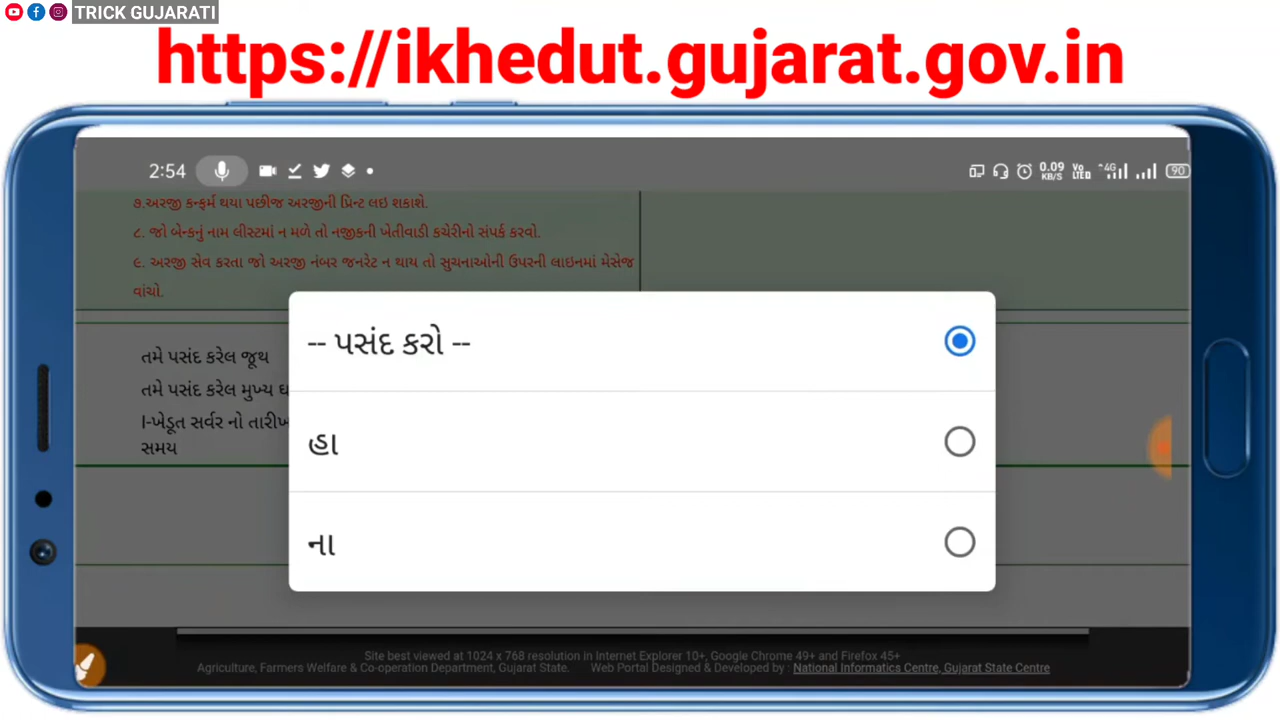 TRICK GUJARATI
https://ikhedut.gujarat.gov.in
2:54
0.09 KB/S
Vo LTE
4G
90
૭.અરજી કન્ફર્મ થયા પછીજ અરજીની પ્રિન્ટ લઇ શકાશે.
૮. જો બેન્કનું નામ લીસ્ટમાં ન મળે તો નજીકની ખેતીવાડી કચેરીનો સંપર્ક કરવો.
૯. અરજી સેવ કરતા જો અરજી નંબર જનરેટ ન થાય તો સુચનાઓની ઉપરની લાઇનમાં મેસેજ
વાંચો.
-- પસંદ કરો --
હા
ના
તમે પસંદ કરેલ જૂથ
તમે પસંદ કરેલ મુખ્ય
I-ખેડૂત સર્વર નો
સમય
Site best viewed at 1024 x 768 resolution in Internet Explorer 10+, Google Chrome 49+ and Firefox 45+
Agriculture, Farmers Welfare & Co-operation Department, Gujarat State. Web Portal Designed & Developed by : National Informatics Centre, Gujarat State Centre